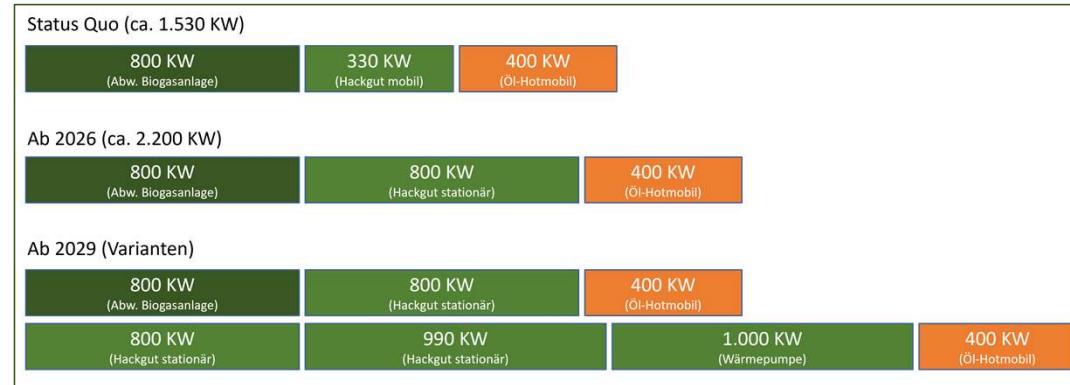 Status Quo (ca. 1.530 KW)
800 KW
(Abw. Biogasanlage)
330 KW
(Hackgut mobil)
400 KW
(Öl-Hotmobil)
Ab 2026 (ca. 2.200 KW)
800 KW
(Abw. Biogasanlage)
800 KW
(Hackgut stationär)
400 KW
(Öl-Hotmobil)
Ab 2029 (Varianten)
800 KW
(Abw. Biogasanlage)
800 KW
(Hackgut stationär)
400 KW
(Öl-Hotmobil)
800 KW
(Hackgut stationär)
990 KW
(Hackgut stationär)
1.000 KW
(Wärmepumpe)
400 KW
(Öl-Hotmobil)